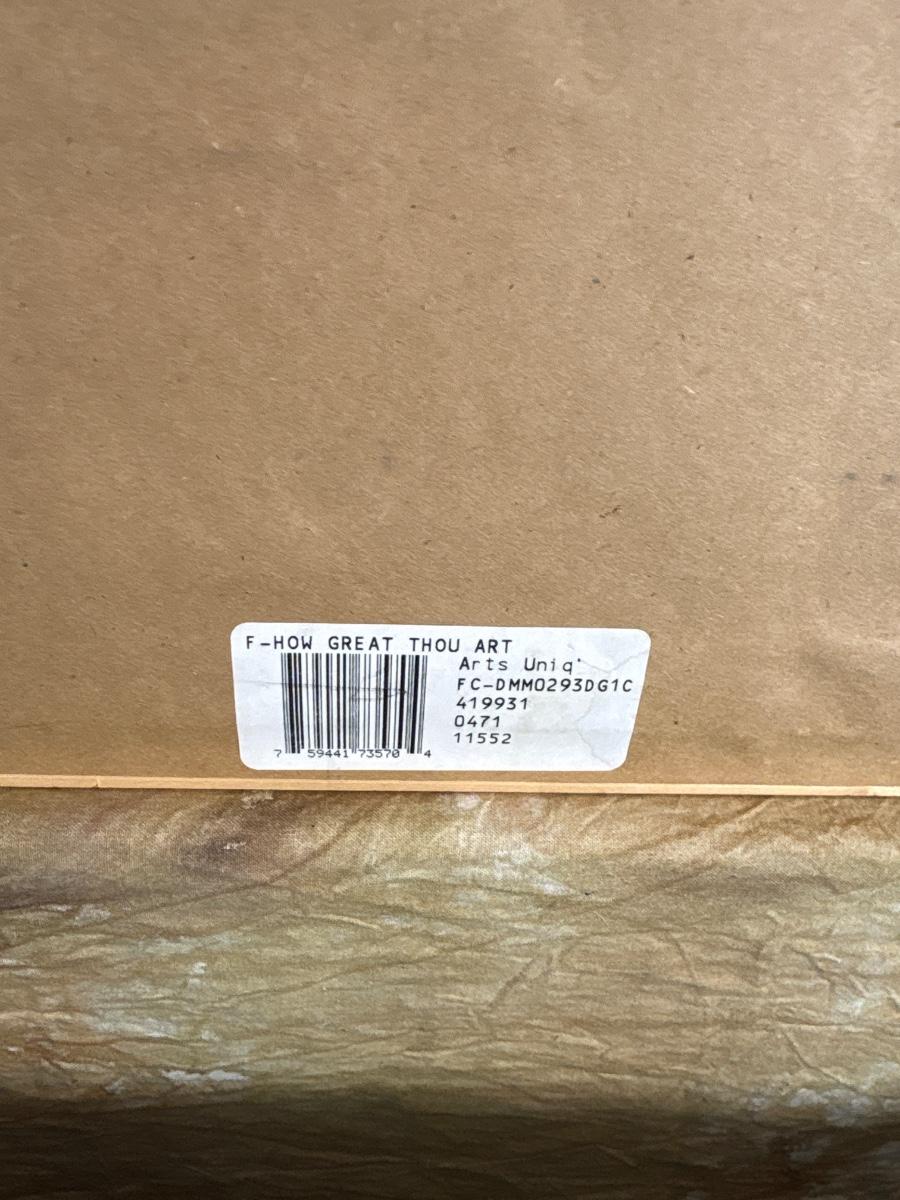 F-HOW GREAT THOU ART
Arts Uniq'
FC-DMM0293DG1C
419931
0471
11552
7 59441 73570 4